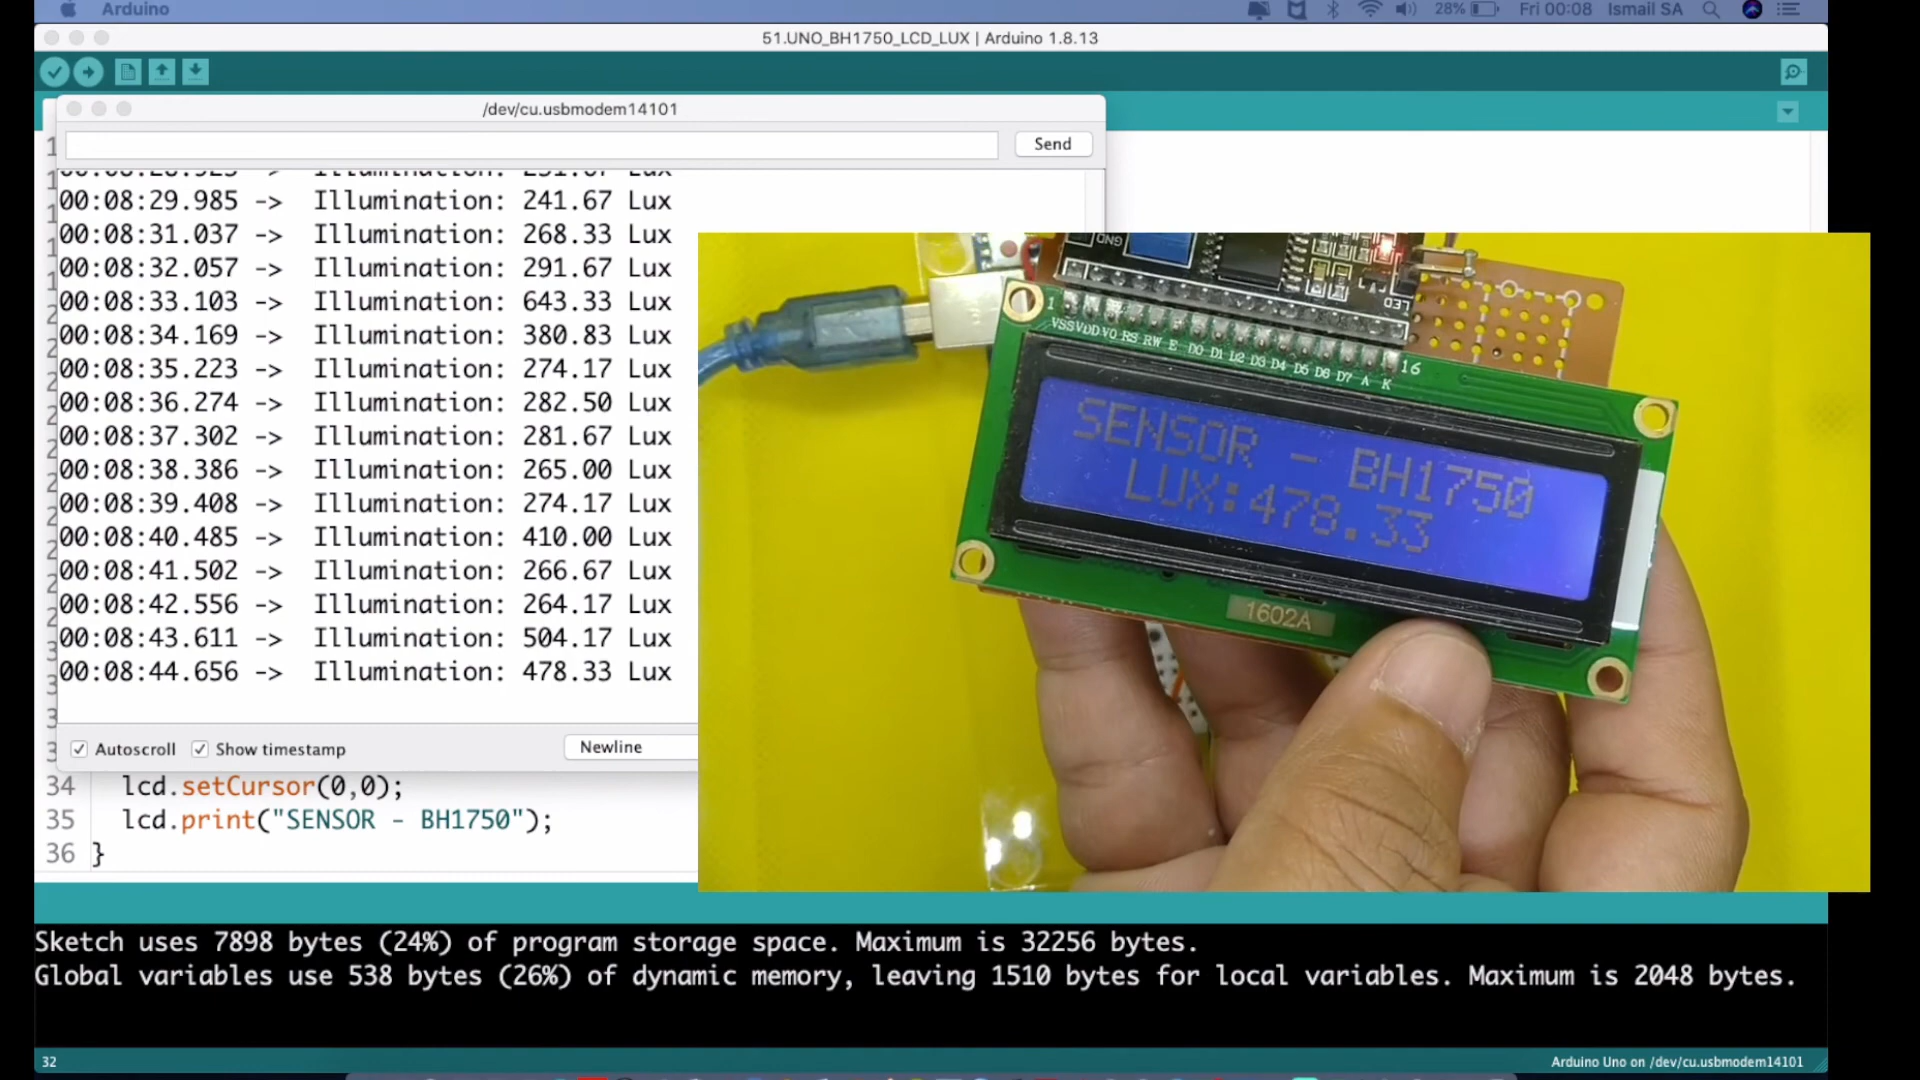 Arduino
28%
Fri 00:08
Ismail SA
51.UNO_BH1750_LCD_LUX | Arduino 1.8.13
/dev/cu.usbmodem14101
Send
00:08:29.985 -> Illumination: 241.67 Lux
00:08:31.037 -> Illumination: 268.33 Lux
00:08:32.057 -> Illumination: 291.67 Lux
00:08:33.103 -> Illumination: 643.33 Lux
00:08:34.169 -> Illumination: 380.83 Lux
00:08:35.223 -> Illumination: 274.17 Lux
00:08:36.274 -> Illumination: 282.50 Lux
00:08:37.302 -> Illumination: 281.67 Lux
00:08:38.386 -> Illumination: 265.00 Lux
00:08:39.408 -> Illumination: 274.17 Lux
00:08:40.485 -> Illumination: 410.00 Lux
00:08:41.502 -> Illumination: 266.67 Lux
00:08:42.556 -> Illumination: 264.17 Lux
00:08:43.611 -> Illumination: 504.17 Lux
00:08:44.656 -> Illumination: 478.33 Lux
Autoscroll
Show timestamp
Newline
34 lcd.setCursor(0,0);
35 lcd.print("SENSOR - BH1750");
36 }
GND
LED
1 VSS VDD VO RS RW E D0 D1 D2 D3 D4 D5 D6 D7 A K 16
SENSOR - BH1750
LUX:478.33
1602A
Sketch uses 7898 bytes (24%) of program storage space. Maximum is 32256 bytes.
Global variables use 538 bytes (26%) of dynamic memory, leaving 1510 bytes for local variables. Maximum is 2048 bytes.
32
Arduino Uno on /dev/cu.usbmodem14101